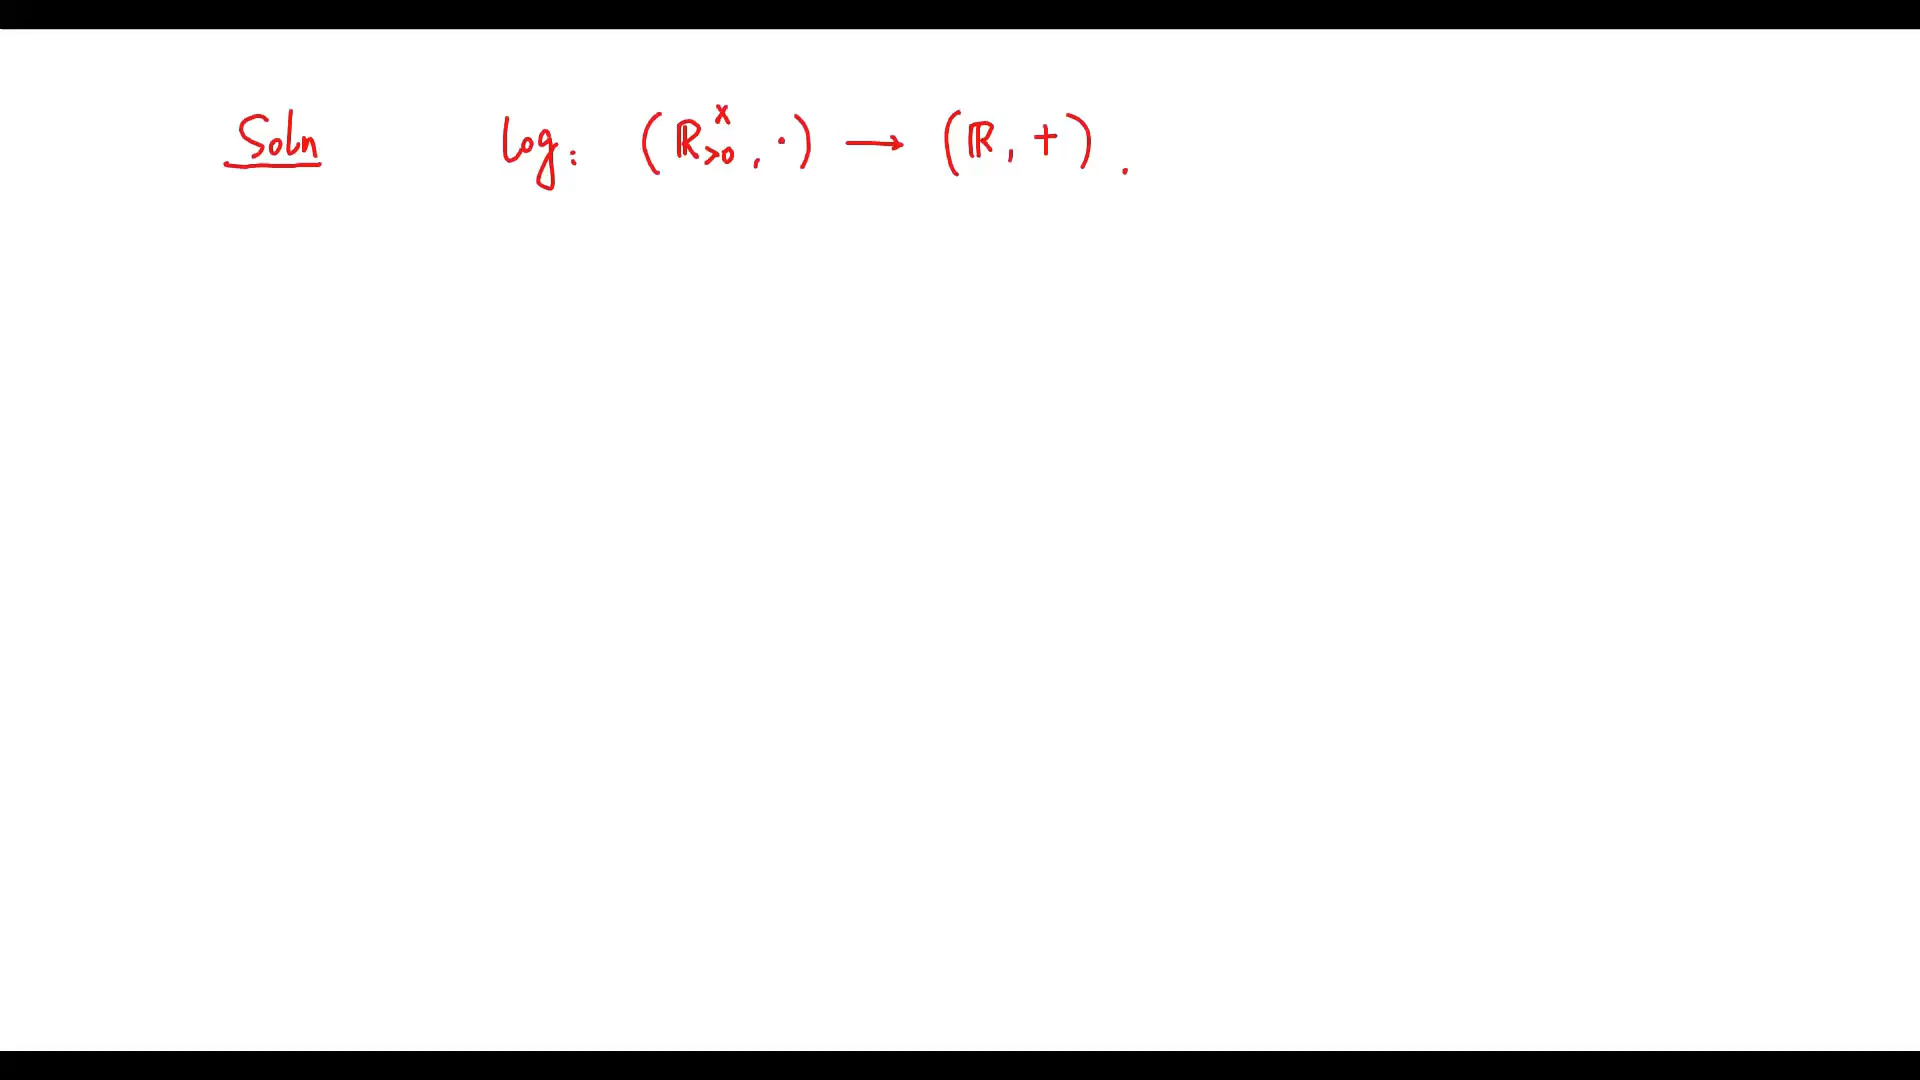 Soln log: (ℝ^×_{>0}, ·) ⟶ (ℝ, +).